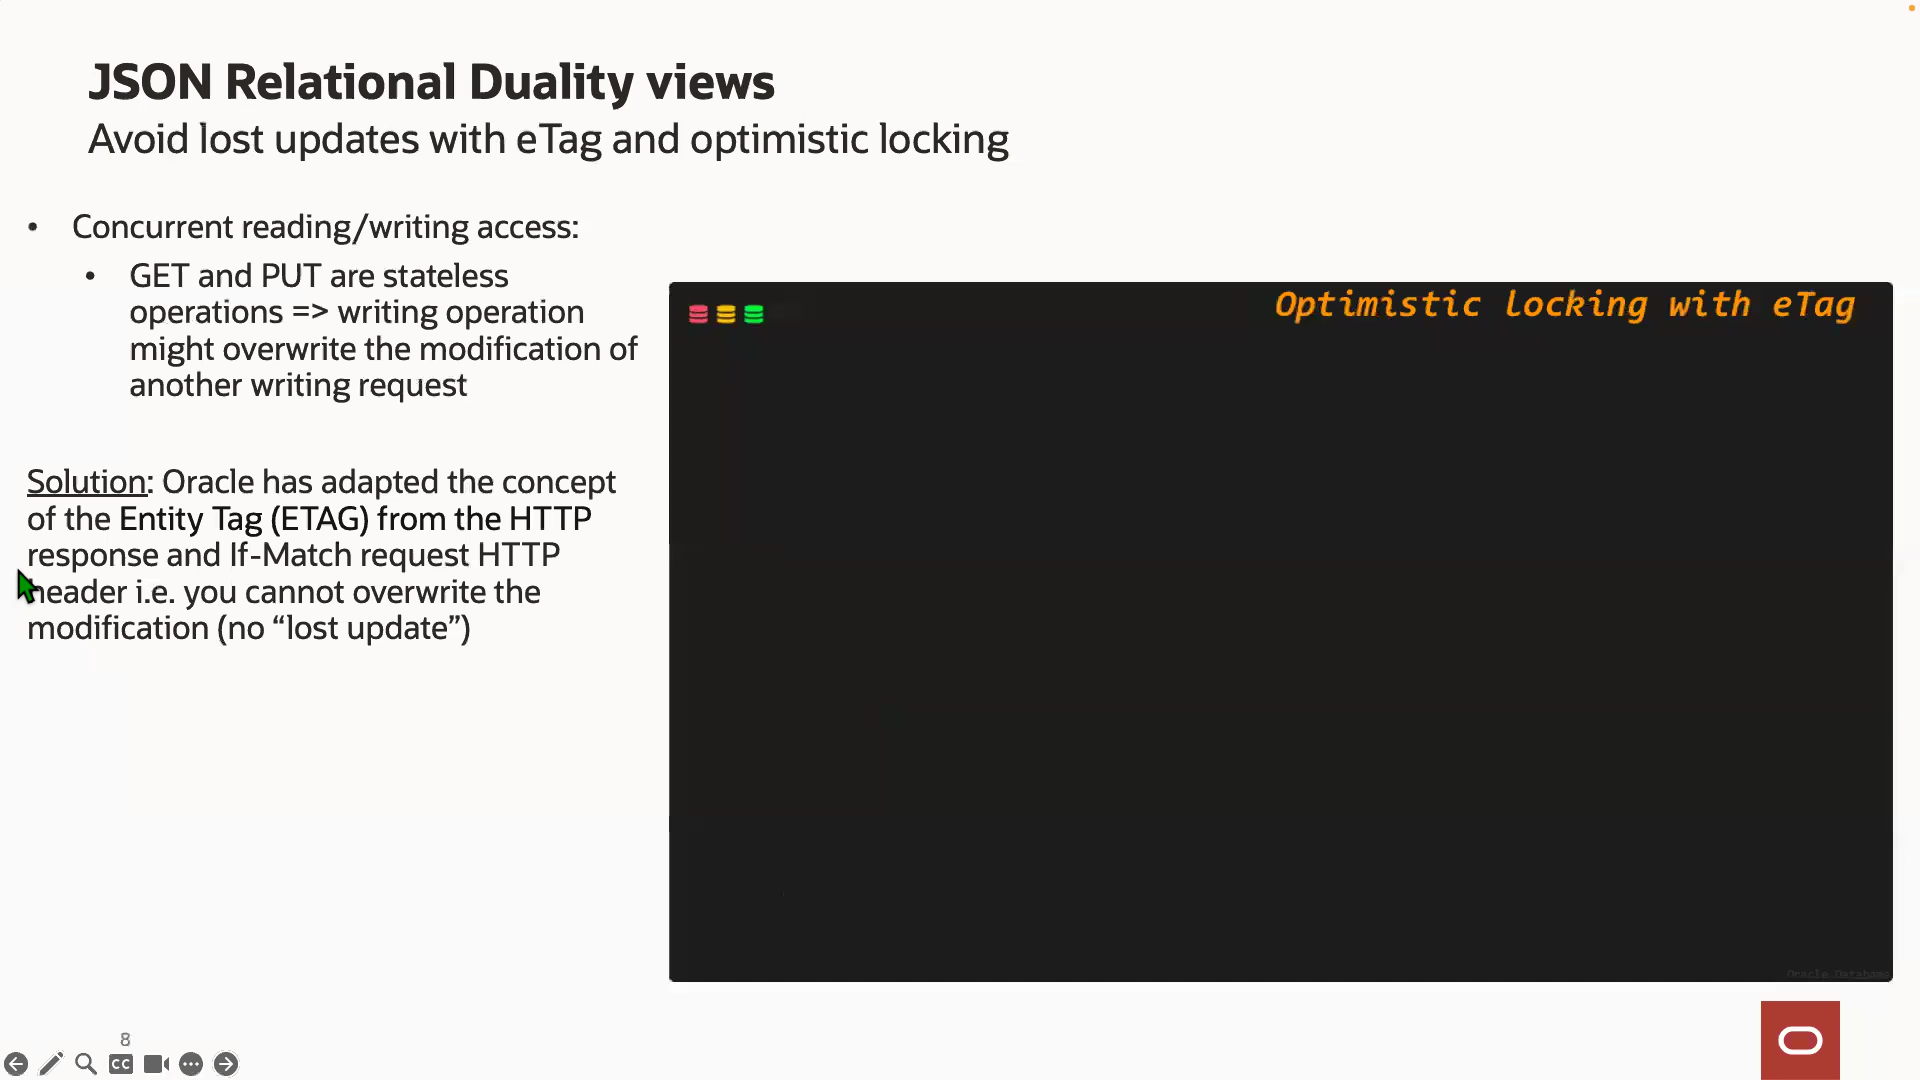 JSON Relational Duality views
Avoid lost updates with eTag and optimistic locking
• Concurrent reading/writing access:
• GET and PUT are stateless
operations => writing operation
might overwrite the modification of
another writing request
Solution: Oracle has adapted the concept
of the Entity Tag (ETAG) from the HTTP
response and If-Match request HTTP
header i.e. you cannot overwrite the
modification (no “lost update”)
Optimistic locking with eTag
Oracle Database
8
CC